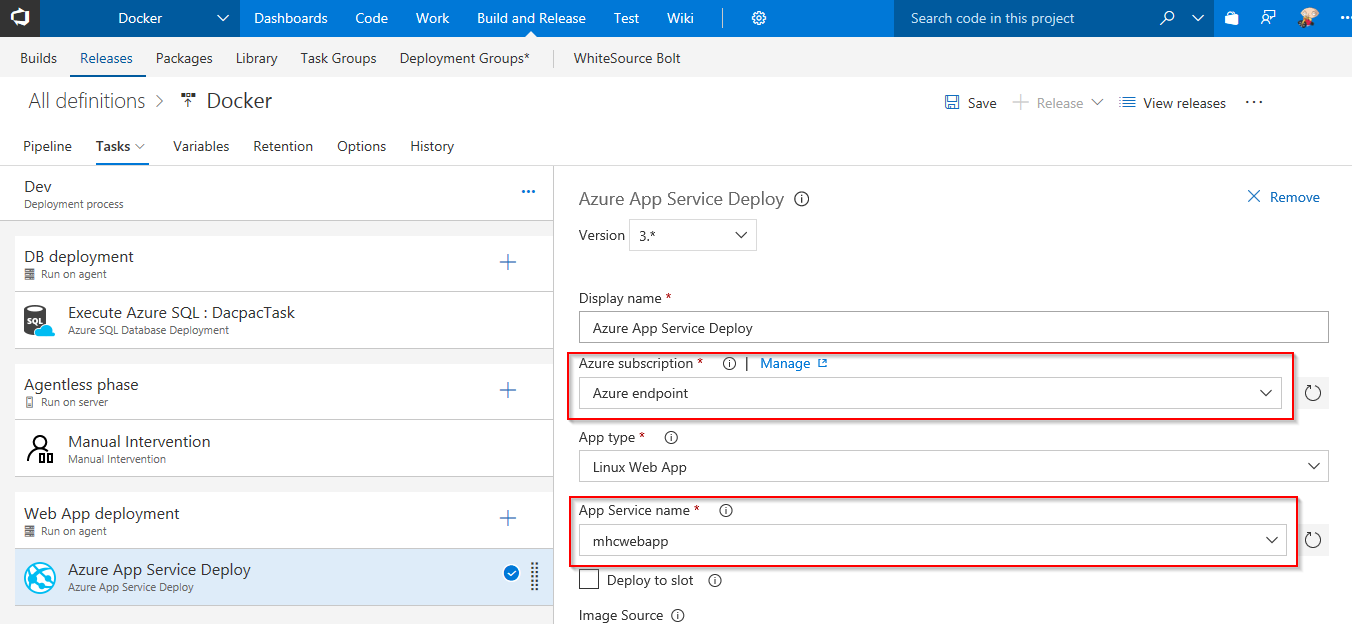 Docker Dashboards Code Work Build and Release Test Wiki Search code in this project
Builds Releases Packages Library Task Groups Deployment Groups* WhiteSource Bolt
All definitions > Docker
Save + Release View releases ...
Pipeline Tasks Variables Retention Options History
Dev
Deployment process
DB deployment
Run on agent
SQL
Execute Azure SQL : DacpacTask
Azure SQL Database Deployment
Agentless phase
Run on server
Manual Intervention
Manual Intervention
Web App deployment
Run on agent
Azure App Service Deploy
Azure App Service Deploy
Azure App Service Deploy
Remove
Version 3.*
Display name *
Azure App Service Deploy
Azure subscription * | Manage
Azure endpoint
App type *
Linux Web App
App Service name *
mhcwebapp
Deploy to slot
Image Source